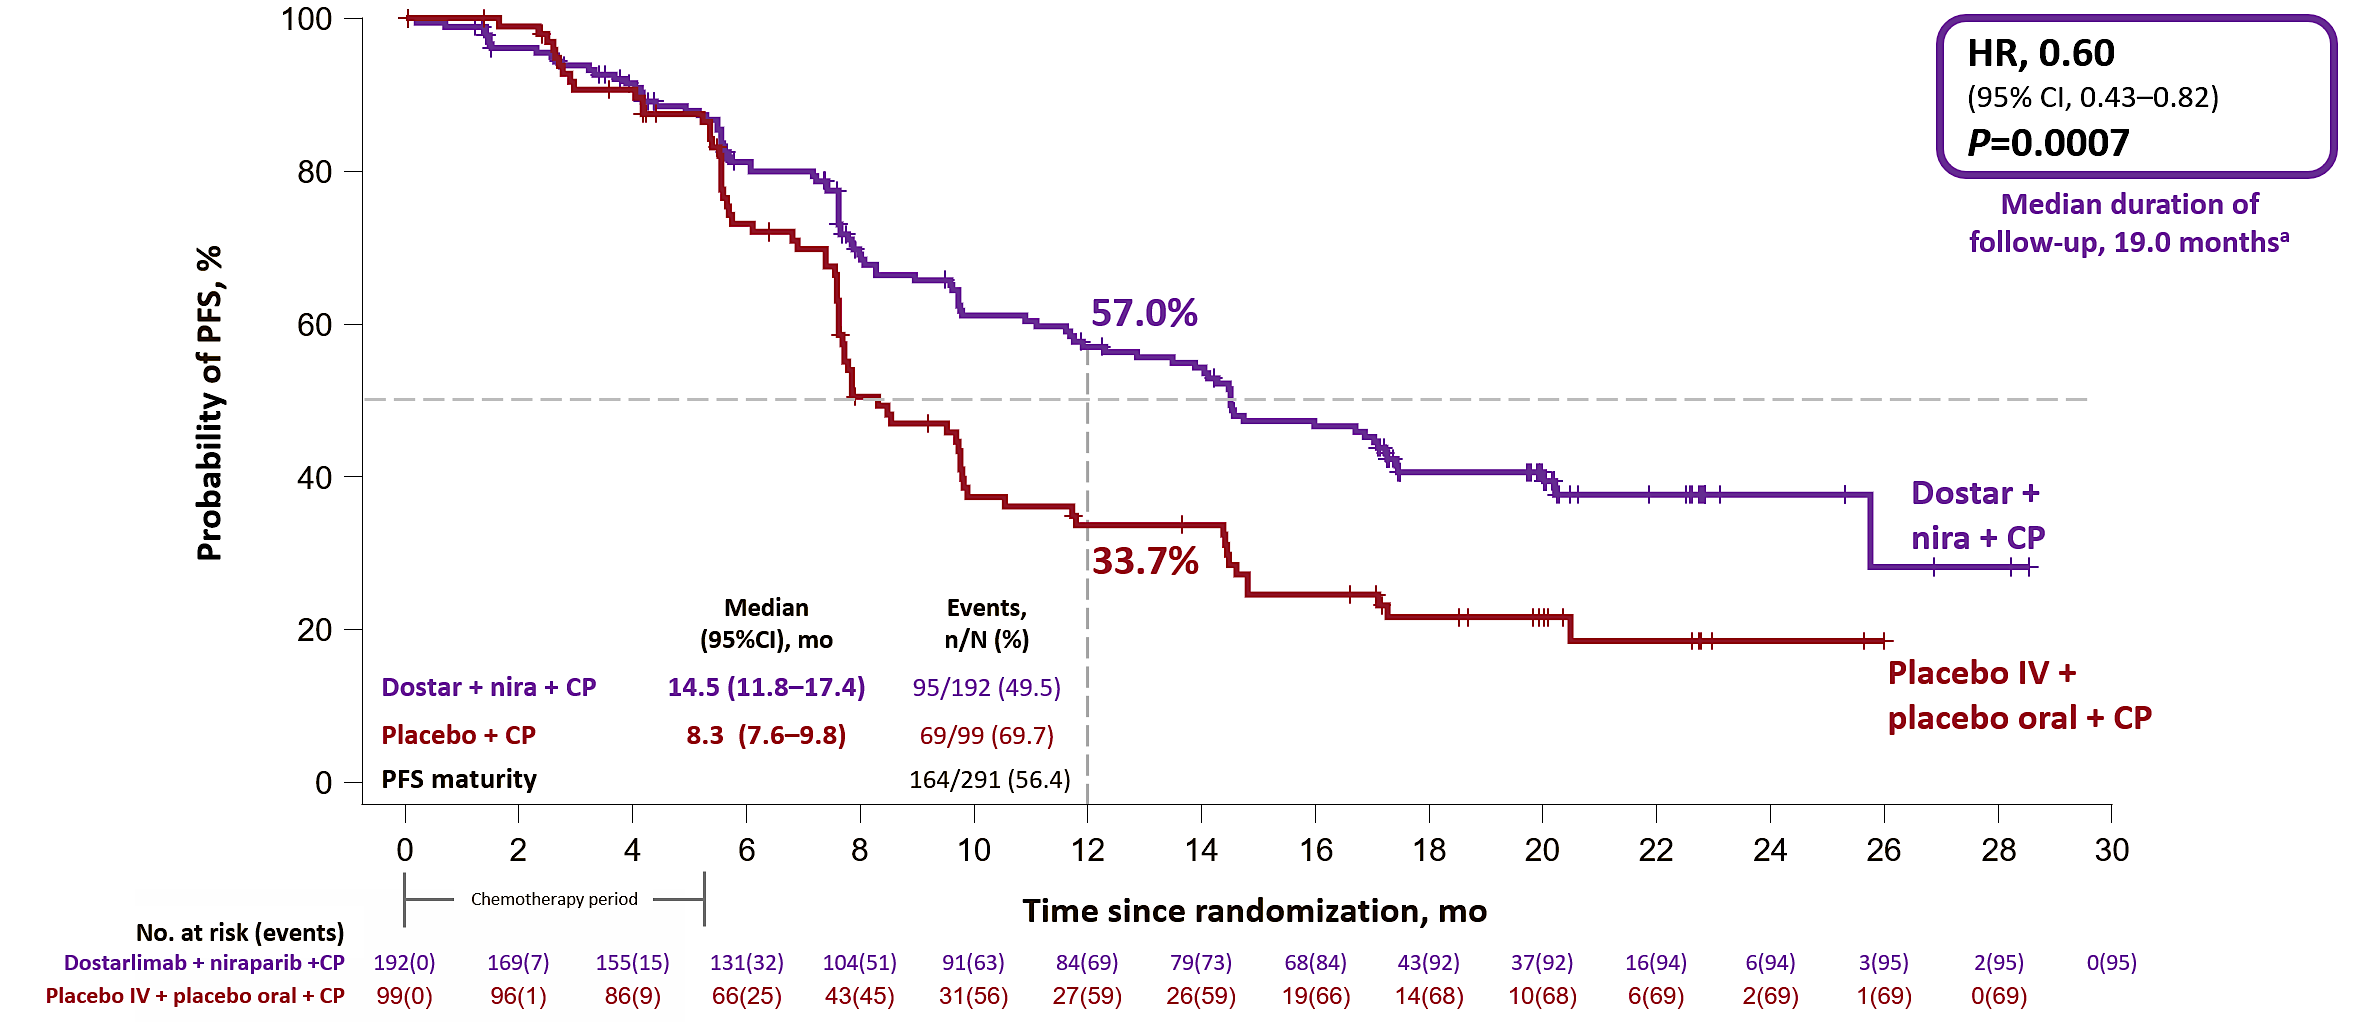 100
80
60
40
20
0
Probability of PFS, %
HR, 0.60
(95% CI, 0.43–0.82)
P=0.0007
Median duration of
follow-up, 19.0 monthsᵃ
57.0%
33.7%
Dostar +
nira + CP
Placebo IV +
placebo oral + CP
Median
(95%CI), mo
Events,
n/N (%)
Dostar + nira + CP 14.5 (11.8–17.4) 95/192 (49.5)
Placebo + CP 8.3 (7.6–9.8) 69/99 (69.7)
PFS maturity 164/291 (56.4)
0 2 4 6 8 10 12 14 16 18 20 22 24 26 28 30
Chemotherapy period
Time since randomization, mo
No. at risk (events)
Dostarlimab + niraparib +CP 192(0) 169(7) 155(15) 131(32) 104(51) 91(63) 84(69) 79(73) 68(84) 43(92) 37(92) 16(94) 6(94) 3(95) 2(95) 0(95)
Placebo IV + placebo oral + CP 99(0) 96(1) 86(9) 66(25) 43(45) 31(56) 27(59) 26(59) 19(66) 14(68) 10(68) 6(69) 2(69) 1(69) 0(69)